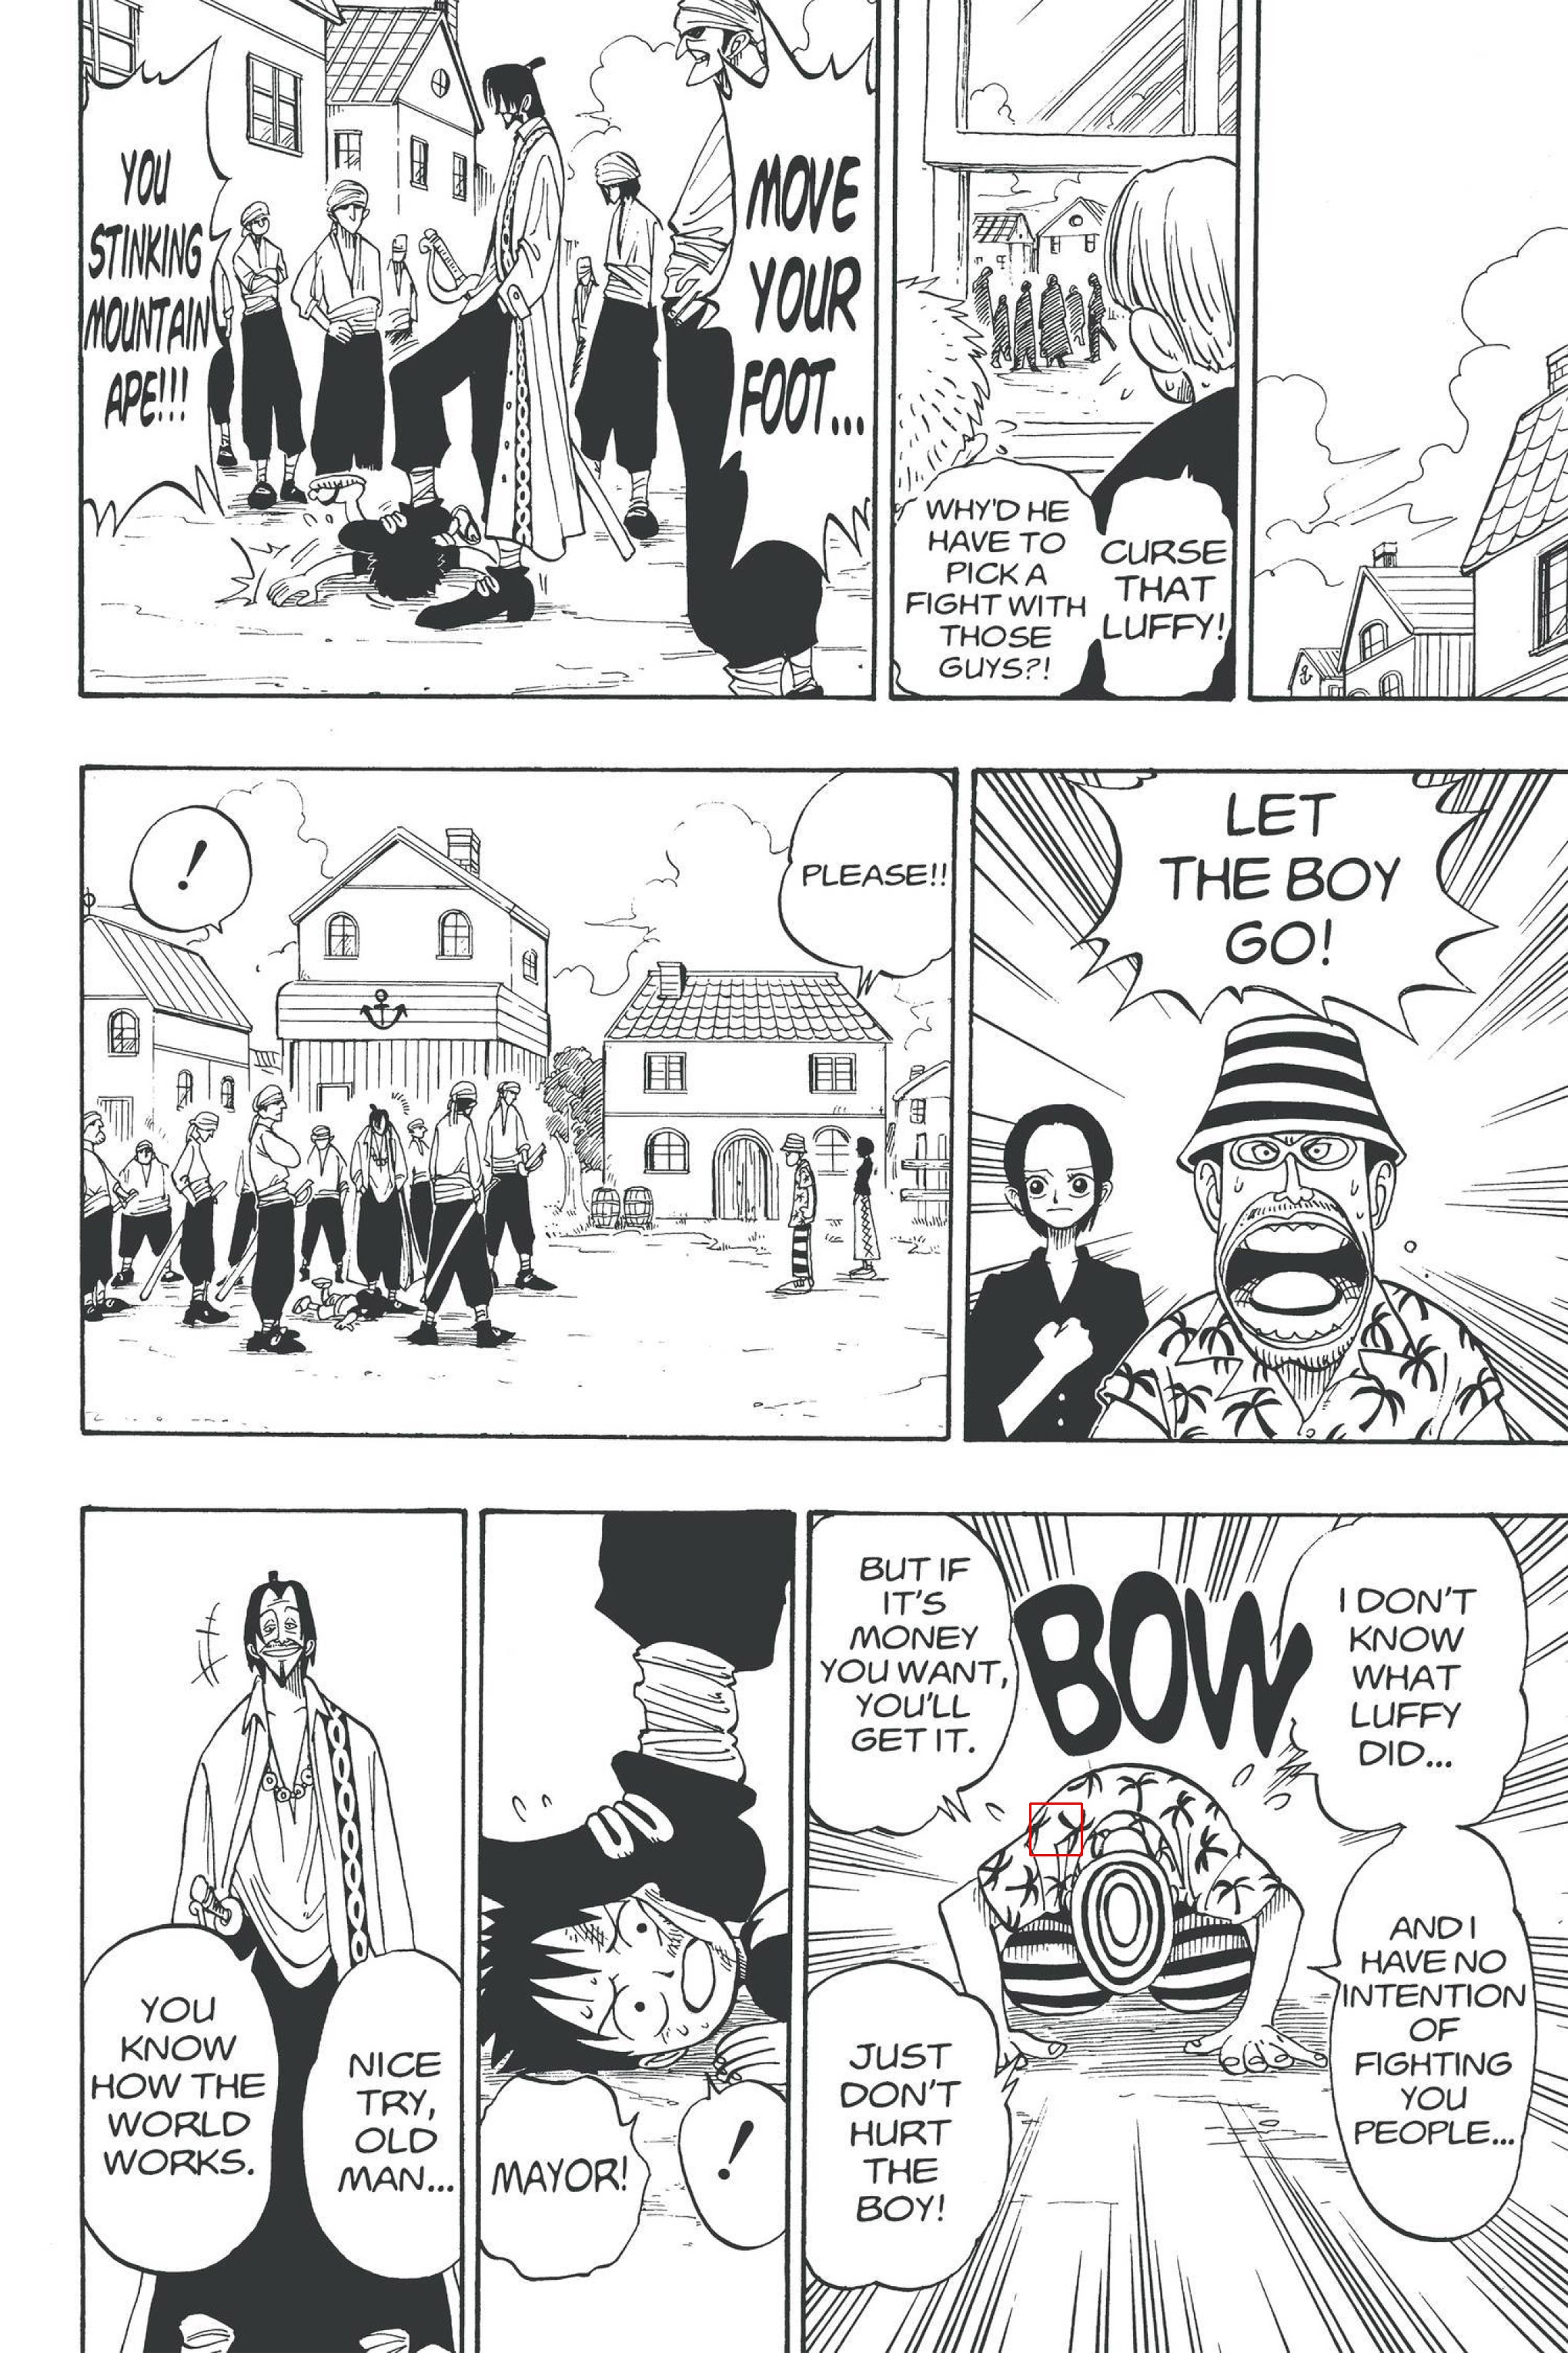 CURSE
THAT
LUFFY!
WHY'D HE
HAVE TO
PICK A
FIGHT WITH
THOSE
GUYS?!
MOVE
YOUR
FOOT...
YOU
STINKING
MOUNTAIN
APE!!!
LET
THE BOY
GO!
PLEASE!!
!
I DON'T
KNOW
WHAT
LUFFY
DID...
AND I
HAVE NO
INTENTION
OF
FIGHTING
YOU
PEOPLE...
BOW
BUT IF
IT'S
MONEY
YOU WANT,
YOU'LL
GET IT.
JUST
DON'T
HURT
THE
BOY!
!
MAYOR!
NICE
TRY,
OLD
MAN...
YOU
KNOW
HOW THE
WORLD
WORKS.